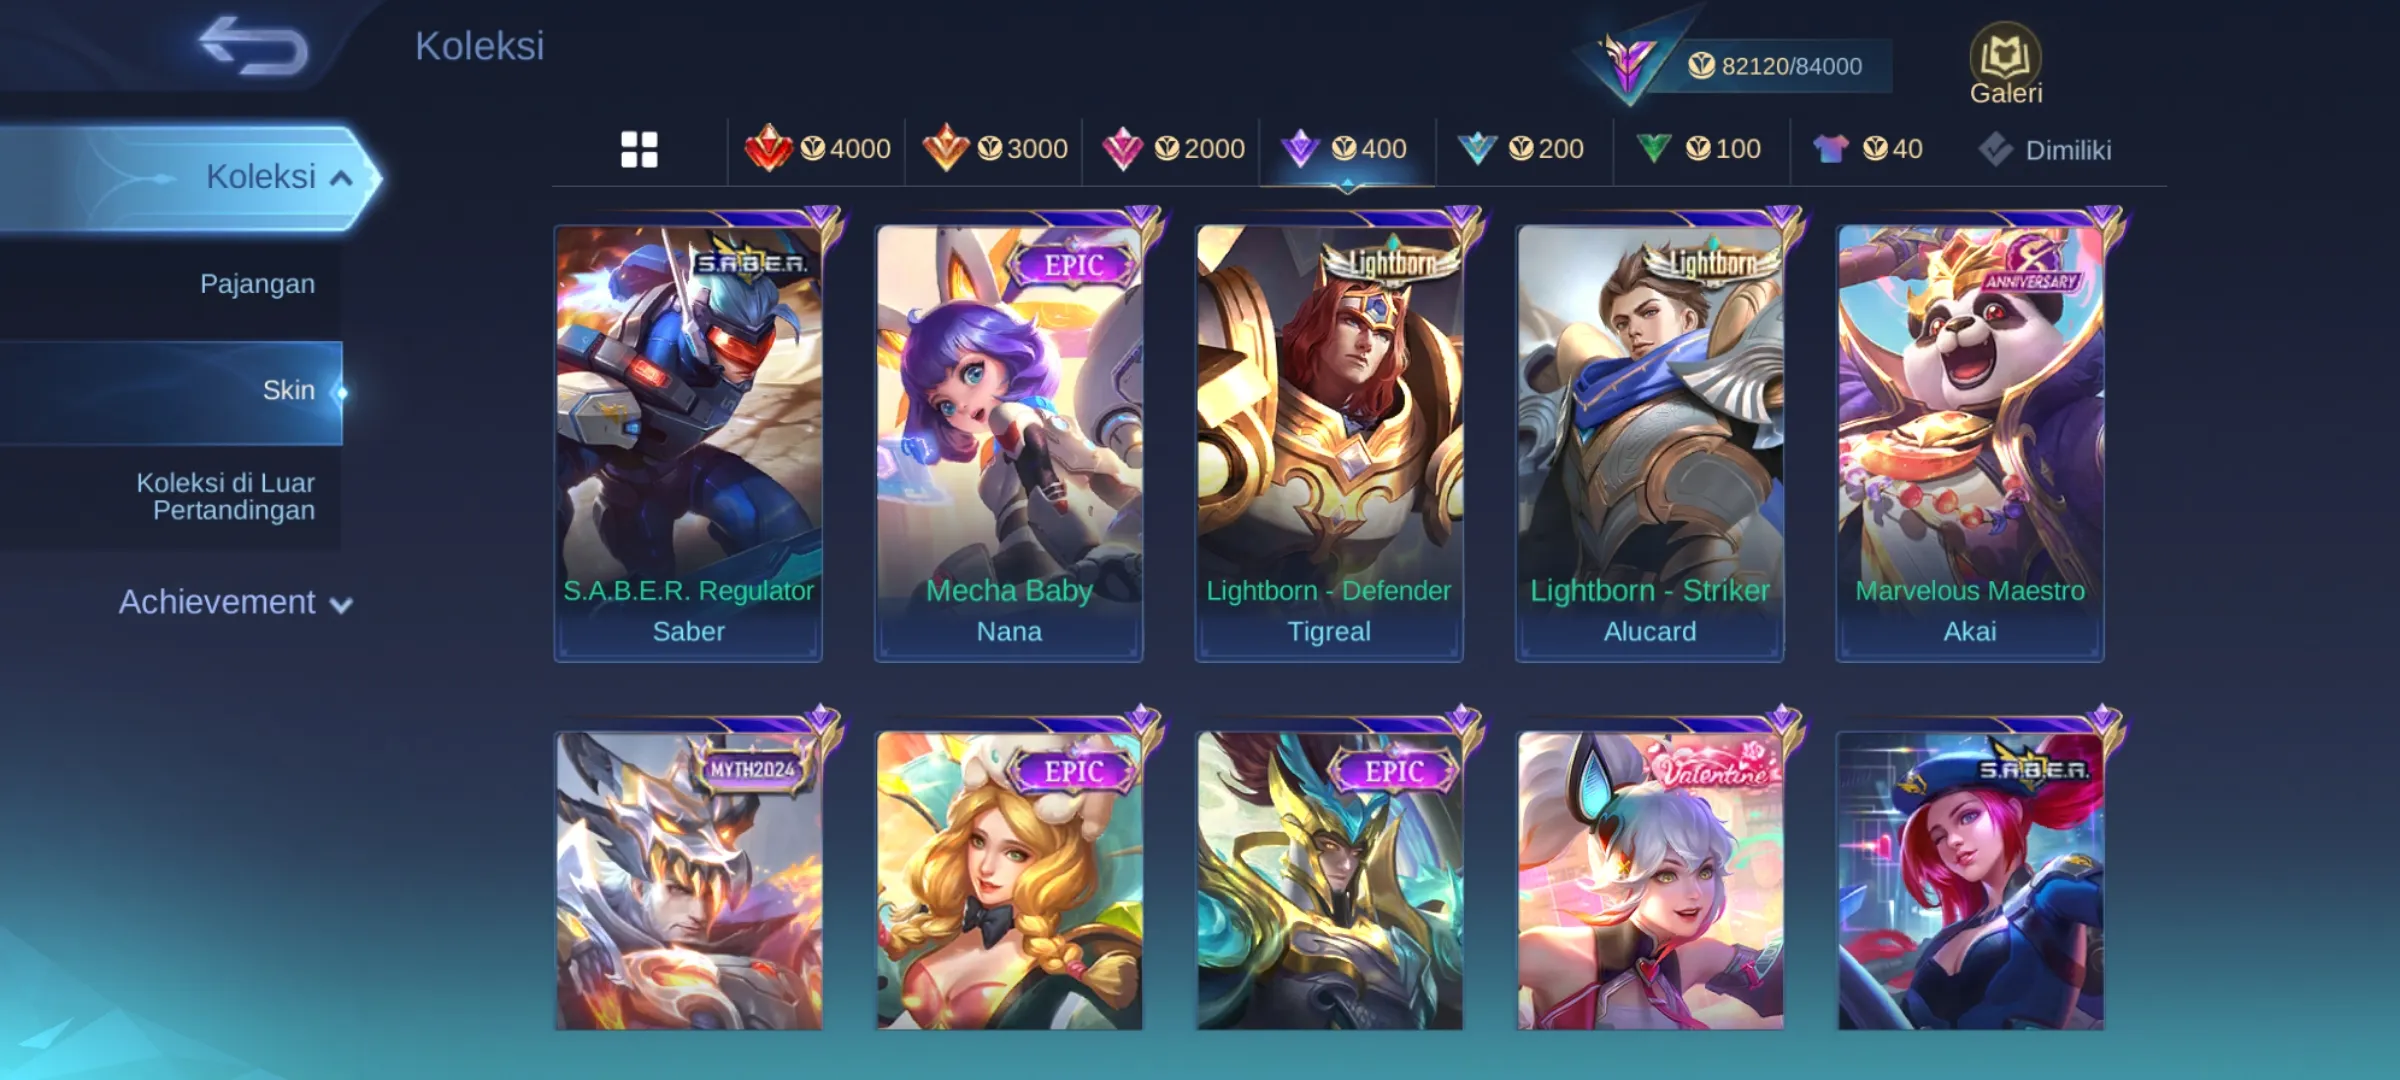 Koleksi
82120/84000
Galeri
Koleksi
Pajangan
Skin
Koleksi di Luar
Pertandingan
Achievement
4000
3000
2000
400
200
100
40
Dimiliki
S.A.B.E.R.
EPIC
Lightborn
Lightborn
ANNIVERSARY
S.A.B.E.R. Regulator
Mecha Baby
Lightborn - Defender
Lightborn - Striker
Marvelous Maestro
Saber
Nana
Tigreal
Alucard
Akai
MYTH2024
EPIC
EPIC
Valentine
S.A.B.E.R.